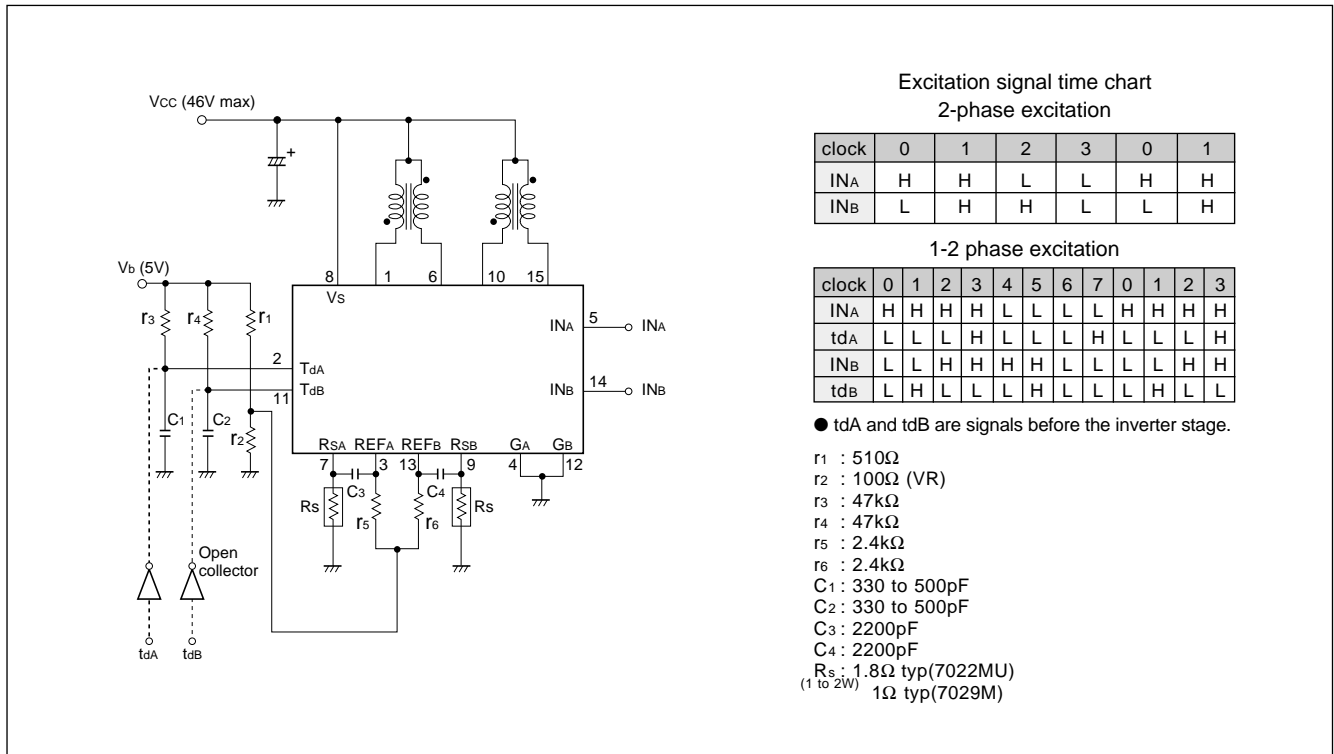 Vcc (46V max)
+
Vb (5V)
r3
r4
r1
8
1
6
10
15
Vs
INA
5
INA
2
TdA
TdB
11
INB
14
INB
C1
C2
r2
RSA
REFA
REFB
RSB
GA
GB
7
3
13
9
4
12
C3
C4
Rs
r5
r6
Rs
Open
collector
tdA
tdB
Excitation signal time chart
2-phase excitation
clock 0 1 2 3 0 1
INA H H L L H H
INB L H H L L H
1-2 phase excitation
clock 0 1 2 3 4 5 6 7 0 1 2 3
INA H H H H L L L L H H H H
tdA L L L H L L L H L L L H
INB L L H H H H L L L L H H
tdB L H L L L H L L L H L L
● tdA and tdB are signals before the inverter stage.
r1 : 510Ω
r2 : 100Ω (VR)
r3 : 47kΩ
r4 : 47kΩ
r5 : 2.4kΩ
r6 : 2.4kΩ
C1 : 330 to 500pF
C2 : 330 to 500pF
C3 : 2200pF
C4 : 2200pF
Rs : 1.8Ω typ(7022MU)
(1 to 2W) 1Ω typ(7029M)